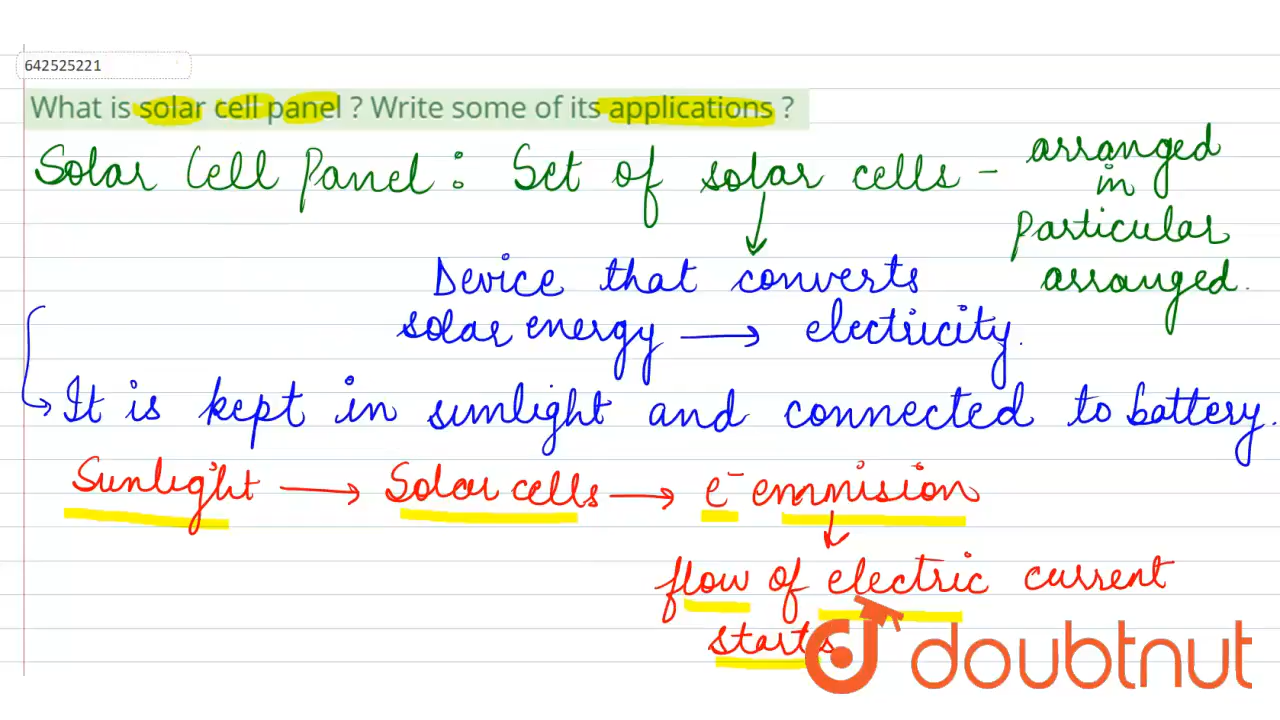 642525221
What is solar cell panel ? Write some of its applications ?
Solar Cell Panel : Set of solar cells - arranged
in
particular
arranged.
Device that converts
solar energy → electricity.
It is kept in sunlight and connected to battery.
Sunlight → Solar cells → e⁻ emmision
flow of electric current
starts
doubtnut